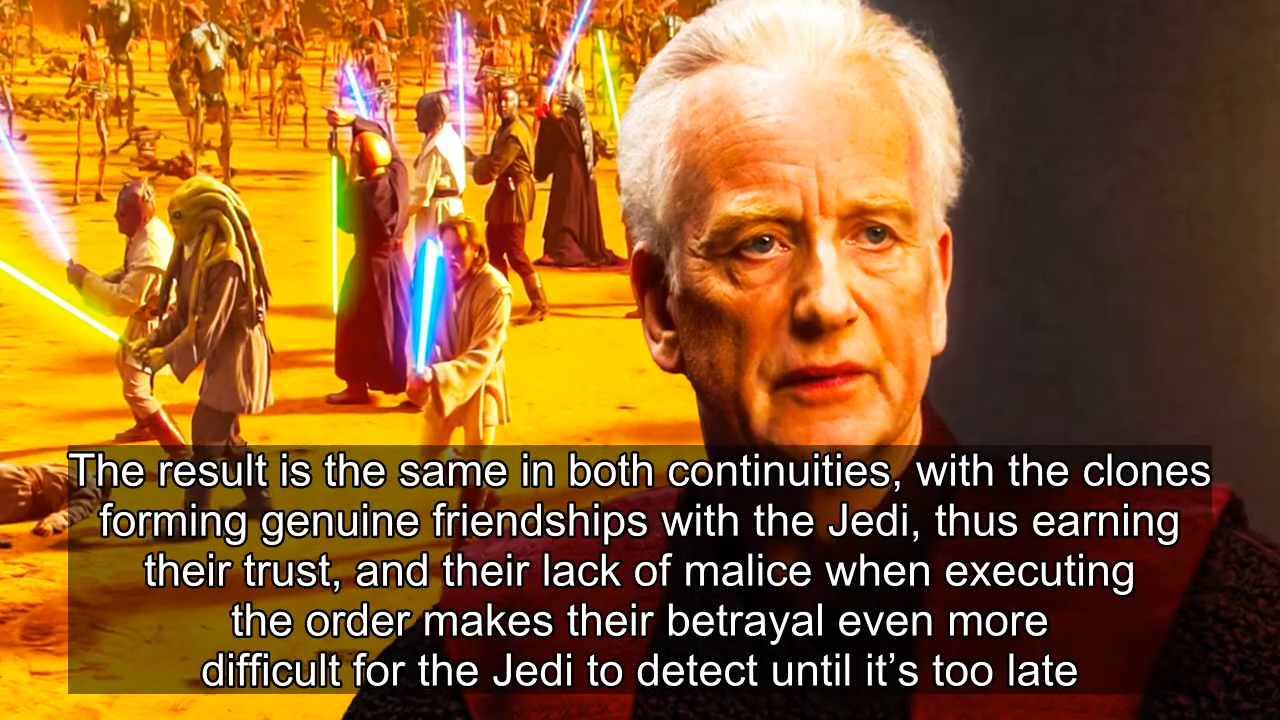 The result is the same in both continuities, with the clones
forming genuine friendships with the Jedi, thus earning
their trust, and their lack of malice when executing
the order makes their betrayal even more
difficult for the Jedi to detect until it’s too late